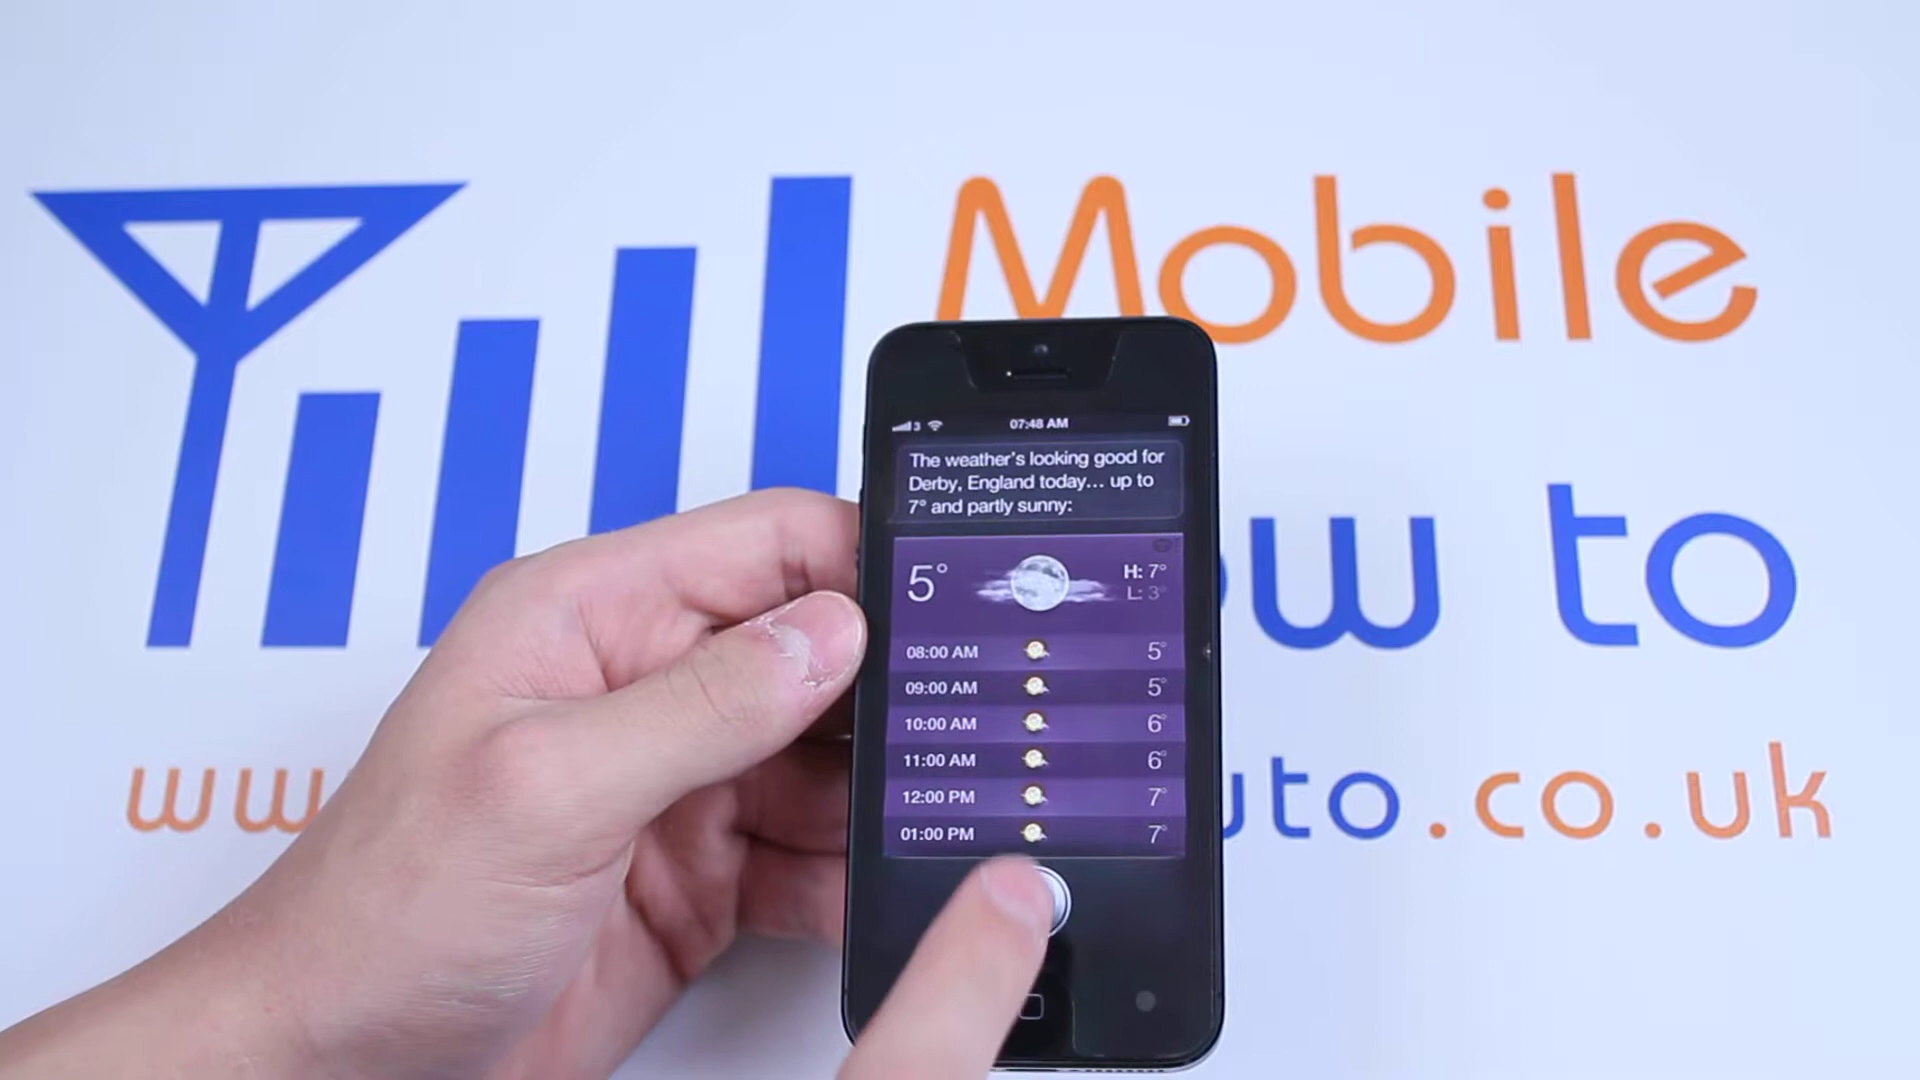 Mobile
to
.co.uk
3
07:48 AM
The weather's looking good for
Derby, England today... up to
7° and partly sunny:
5°
H: 7°
L: 3°
08:00 AM 5°
09:00 AM 5°
10:00 AM 6°
11:00 AM 6°
12:00 PM 7°
01:00 PM 7°